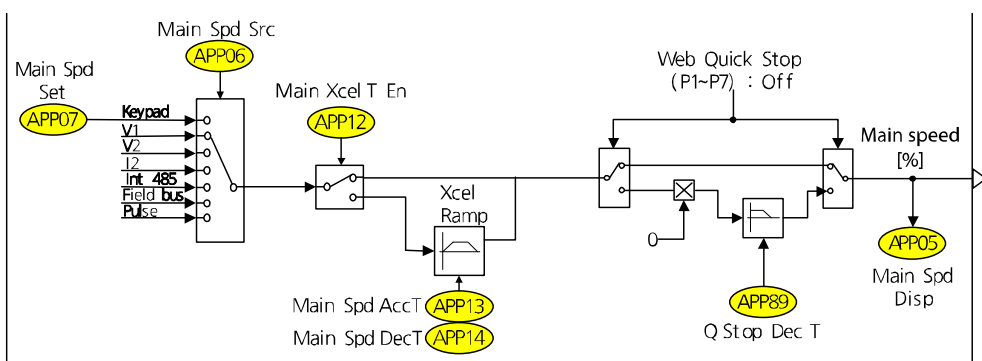 Main Spd Src
APP06
Main Spd
Set
APP07
Keypad
V1
V2
I2
Int 485
Field bus
Pulse
Main Xcel T En
APP12
Xcel
Ramp
Main Spd AccT
APP13
Main Spd DecT
APP14
Web Quick Stop
(P1~P7) : Off
0
APP89
Q Stop Dec T
Main speed
[%]
APP05
Main Spd
Disp